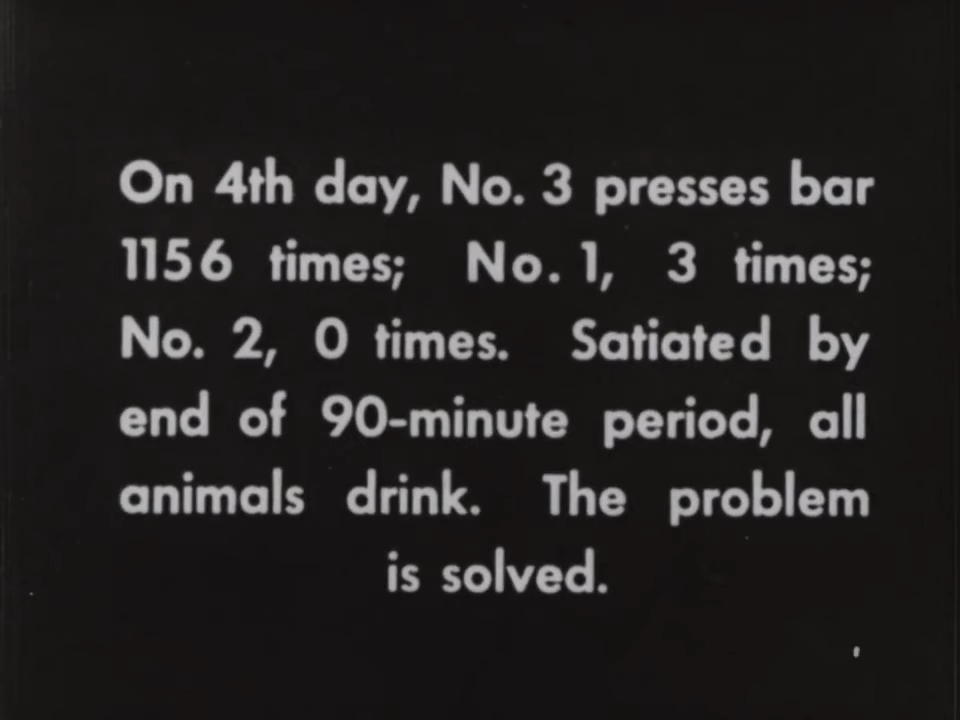 On 4th day, No. 3 presses bar
1156 times; No. 1, 3 times;
No. 2, 0 times. Satiated by
end of 90-minute period, all
animals drink. The problem
is solved.